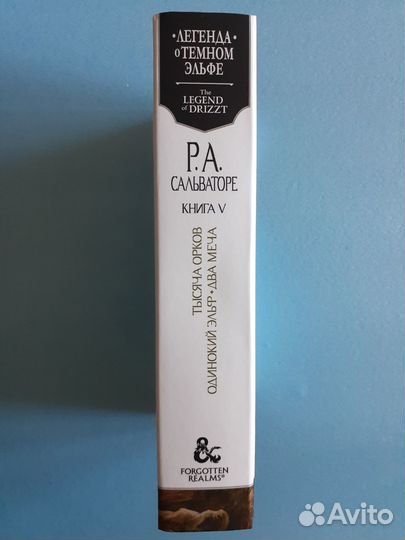 ·ЛЕГЕНДА·
о ТЕМНОМ
ЭЛЬФЕ
The
LEGEND
of DRIZZT
Р.А.
САЛЬВАТОРЕ
КНИГА V
ТЫСЯЧА ОРКОВ
ОДИНОКИЙ ЭЛЬФ·ДВА МЕЧА
&
FORGOTTEN
REALMS®
Avito